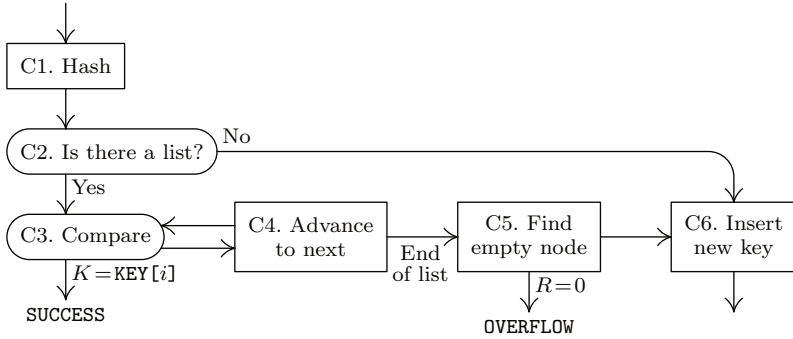 C1. Hash
C2. Is there a list?
No
Yes
C3. Compare
C4. Advance
to next
End
of list
C5. Find
empty node
C6. Insert
new key
K=KEY[i]
SUCCESS
R=0
OVERFLOW